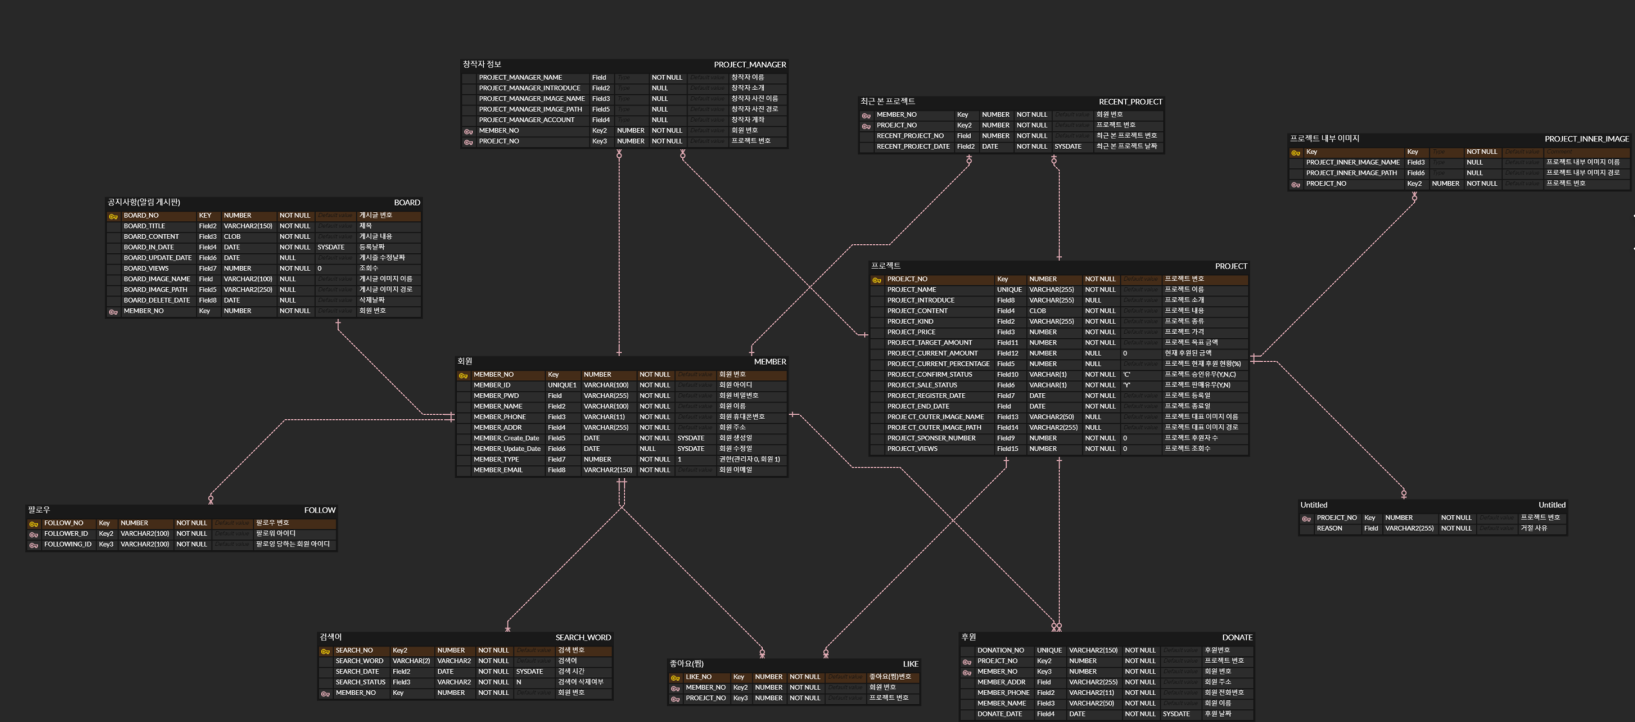 창작자 정보 PROJECT_MANAGER
PROJECT_MANAGER_NAME Field NOT NULL 창작자 이름
PROJECT_MANAGER_INTRODUCE Field2 NULL 창작자 소개
PROJECT_MANAGER_IMAGE_NAME Field3 NULL 창작자 사진 이름
PROJECT_MANAGER_IMAGE_PATH Field5 NULL 창작자 사진 경로
PROJECT_MANAGER_ACCOUNT Field4 NULL 창작자 계좌
MEMBER_NO Key2 NUMBER NOT NULL 회원 번호
PROEJCT_NO Key3 NUMBER NOT NULL 프로젝트 번호
최근 본 프로젝트 RECENT_PROJECT
MEMBER_NO Key NUMBER NOT NULL 회원 번호
PROEJCT_NO Key2 NUMBER NOT NULL 프로젝트 번호
RECENT_PROJECT_NO Field NUMBER NOT NULL 최근 본 프로젝트 번호
RECENT_PROJECT_DATE Field2 DATE NOT NULL SYSDATE 최근 본 프로젝트 날짜
프로젝트 내부 이미지 PROJECT_INNER_IMAGE
Key Key NOT NULL
PROJECT_INNER_IMAGE_NAME Field3 NULL 프로젝트 내부 이미지 이름
PROJECT_INNER_IMAGE_PATH Field6 NULL 프로젝트 내부 이미지 경로
PROEJCT_NO Key2 NUMBER NOT NULL 프로젝트 번호
공지사항(알림 게시판) BOARD
BOARD_NO KEY NUMBER NOT NULL 게시글 번호
BOARD_TITLE Field2 VARCHAR2(150) NOT NULL 제목
BOARD_CONTENT Field3 CLOB NOT NULL 게시글 내용
BOARD_IN_DATE Field4 DATE NOT NULL SYSDATE 등록날짜
BOARD_UPDATE_DATE Field6 DATE NULL 게시글 수정날짜
BOARD_VIEWS Field7 NUMBER NOT NULL 0 조회수
BOARD_IMAGE_NAME Field VARCHAR2(100) NULL 게시글 이미지 이름
BOARD_IMAGE_PATH Field5 VARCHAR2(250) NULL 게시글 이미지 경로
BOARD_DELETE_DATE Field8 DATE NULL 삭제날짜
MEMBER_NO Key NUMBER NOT NULL 회원 번호
프로젝트 PROJECT
PROEJCT_NO Key NUMBER NOT NULL 프로젝트 번호
PROJECT_NAME UNIQUE VARCHAR(255) NOT NULL 프로젝트 이름
PROJECT_INTRODUCE Field8 VARCHAR(255) NULL 프로젝트 소개
PROJECT_CONTENT Field4 CLOB NOT NULL 프로젝트 내용
PROJECT_KIND Field2 VARCHAR(255) NOT NULL 프로젝트 종류
PROJECT_PRICE Field3 NUMBER NOT NULL 프로젝트 가격
PROJECT_TARGET_AMOUNT Field11 NUMBER NOT NULL 프로젝트 목표 금액
PROJECT_CURRENT_AMOUNT Field12 NUMBER NULL 0 현재 후원된 금액
PROJECT_CURRENT_PERCENTAGE Field5 NUMBER NULL 프로젝트 현재 후원 현황(%)
PROJECT_CONFIRM_STATUS Field10 VARCHAR(1) NOT NULL 'C' 프로젝트 승인유무(Y,N,C)
PROJECT_SALE_STATUS Field6 VARCHAR(1) NOT NULL 'Y' 프로젝트 판매유무(Y,N)
PROJECT_REGISTER_DATE Field7 DATE NOT NULL 프로젝트 등록일
PROJECT_END_DATE Field DATE NOT NULL 프로젝트 종료일
PROJECT_OUTER_IMAGE_NAME Field13 VARCHAR2(50) NULL 프로젝트 대표 이미지 이름
PROJECT_OUTER_IMAGE_PATH Field14 VARCHAR2(255) NULL 프로젝트 대표 이미지 경로
PROJECT_SPONSER_NUMBER Field9 NUMBER NOT NULL 0 프로젝트 후원자 수
PROJECT_VIEWS Field15 NUMBER NOT NULL 0 프로젝트 조회수
회원 MEMBER
MEMBER_NO Key NUMBER NOT NULL 회원 번호
MEMBER_ID UNIQUE1 VARCHAR(100) NOT NULL 회원 아이디
MEMBER_PWD Field VARCHAR(255) NOT NULL 회원 비밀번호
MEMBER_NAME Field2 VARCHAR(100) NOT NULL 회원 이름
MEMBER_PHONE Field3 VARCHAR(11) NOT NULL 회원 휴대폰번호
MEMBER_ADDR Field4 VARCHAR(255) NOT NULL 회원 주소
MEMBER_Create_Date Field5 DATE NOT NULL SYSDATE 회원 생성일
MEMBER_Update_Date Field6 DATE NULL SYSDATE 회원 수정일
MEMBER_TYPE Field7 NUMBER NOT NULL 1 권한(관리자 0, 회원 1)
MEMBER_EMAIL Field8 VARCHAR2(150) NOT NULL 회원 이메일
팔로우 FOLLOW
FOLLOW_NO Key NUMBER NOT NULL 팔로우 번호
FOLLOWER_ID Key2 VARCHAR2(100) NOT NULL 팔로워 아이디
FOLLOWING_ID Key3 VARCHAR2(100) NOT NULL 팔로잉 당하는 회원 아이디
Untitled Untitled
PROEJCT_NO Key NUMBER NOT NULL 프로젝트 번호
REASON Field VARCHAR2(255) NOT NULL 거절 사유
검색어 SEARCH_WORD
SEARCH_NO Key2 NUMBER NOT NULL 검색 번호
SEARCH_WORD VARCHAR(2) VARCHAR2 NOT NULL 검색어
SEARCH_DATE Field2 DATE NOT NULL SYSDATE 검색 시간
SEARCH_STATUS Field3 VARCHAR2 NOT NULL N 검색어 삭제여부
MEMBER_NO Key NUMBER NOT NULL 회원 번호
좋아요(찜) LIKE
LIKE_NO Key NUMBER NOT NULL 좋아요(찜)번호
MEMBER_NO Key2 NUMBER NOT NULL 회원 번호
PROEJCT_NO Key3 NUMBER NOT NULL 프로젝트 번호
후원 DONATE
DONATION_NO UNIQUE VARCHAR2(150) NOT NULL 후원번호
PROEJCT_NO Key2 NUMBER NOT NULL 프로젝트 번호
MEMBER_NO Key3 NUMBER NOT NULL 회원 번호
MEMBER_ADDR Field VARCHAR2(255) NOT NULL 회원 주소
MEMBER_PHONE Field2 VARCHAR2(11) NOT NULL 회원 전화번호
MEMBER_NAME Field3 VARCHAR2(50) NOT NULL 회원 이름
DONATE_DATE Field4 DATE NOT NULL SYSDATE 후원 날짜